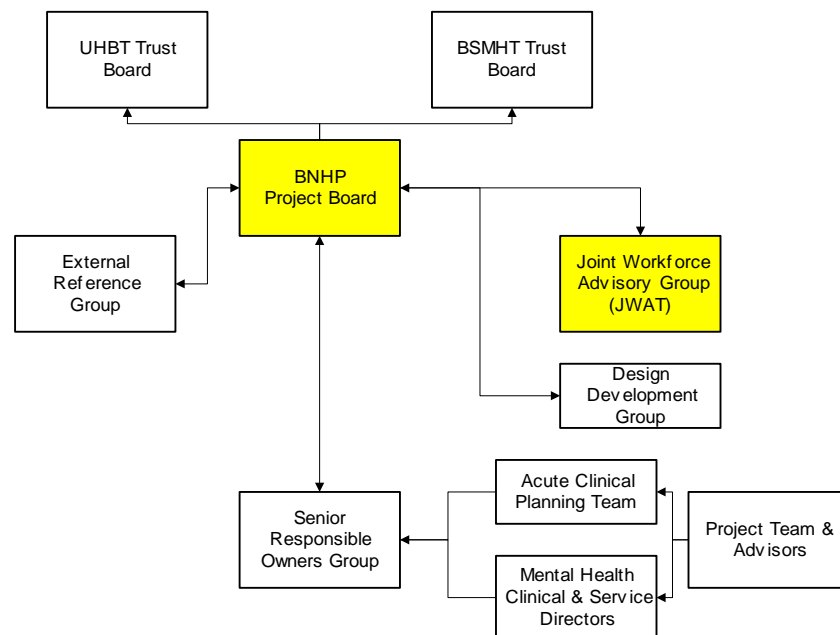 UHBT Trust
Board
BSMHT Trust
Board
BNHP
Project Board
External
Reference
Group
Joint Workforce
Advisory Group
(JWAT)
Design
Development
Group
Acute Clinical
Planning Team
Senior
Responsible
Owners Group
Project Team &
Advisors
Mental Health
Clinical & Service
Directors